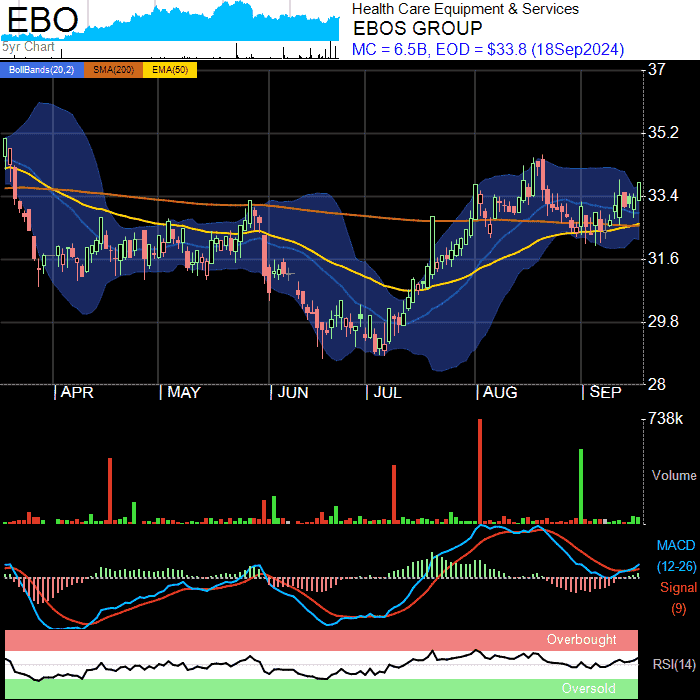 EBO
5yr Chart
Health Care Equipment & Services
EBOS GROUP
MC = 6.5B, EOD = $33.8 (18Sep2024)
BollBands(20,2) SMA(200) EMA(50)
37
35.2
33.4
31.6
29.8
28
APR MAY JUN JUL AUG SEP
738k
Volume
MACD
(12-26)
Signal
(9)
Overbought
RSI(14)
Oversold